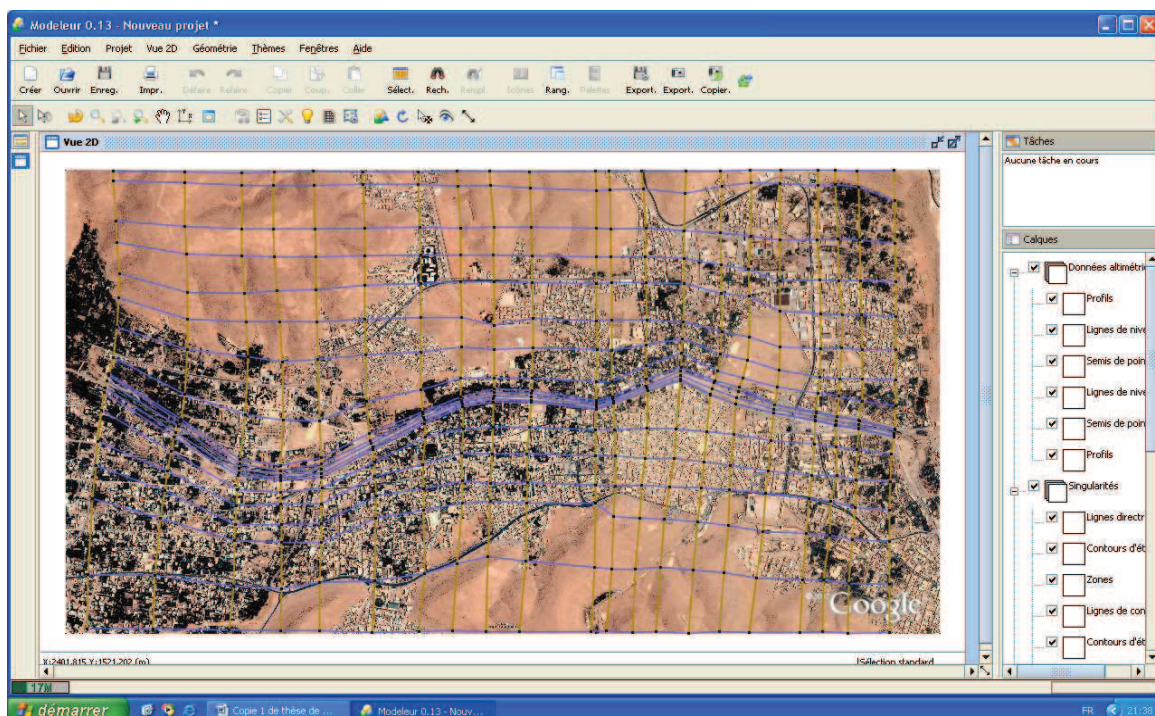 Modeleur 0.13 - Nouveau projet *
Fichier Edition Projet Vue 2D Géométrie Thèmes Fenêtres Aide
Créer Ouvrir Enreg. Impr. Défaire Refaire Copier Coup. Coller Sélect. Rech. Rempl. Icônes Rang. Palettes Export. Export. Copier.
Vue 2D
Tâches
Aucune tâche en cours
Calques
Données altimétri
Profils
Lignes de nive
Semis de poin
Lignes de nive
Semis de poin
Profils
Singularités
Lignes directr
Contours d'ét
Zones
Lignes de con
Contours d'ét
Google
X:2401.815 Y:1521.202 (m)
Sélection standard
17M
démarrer
Copie 1 de thèse de ...
Modeleur 0.13 - Nouv...
FR
21:38